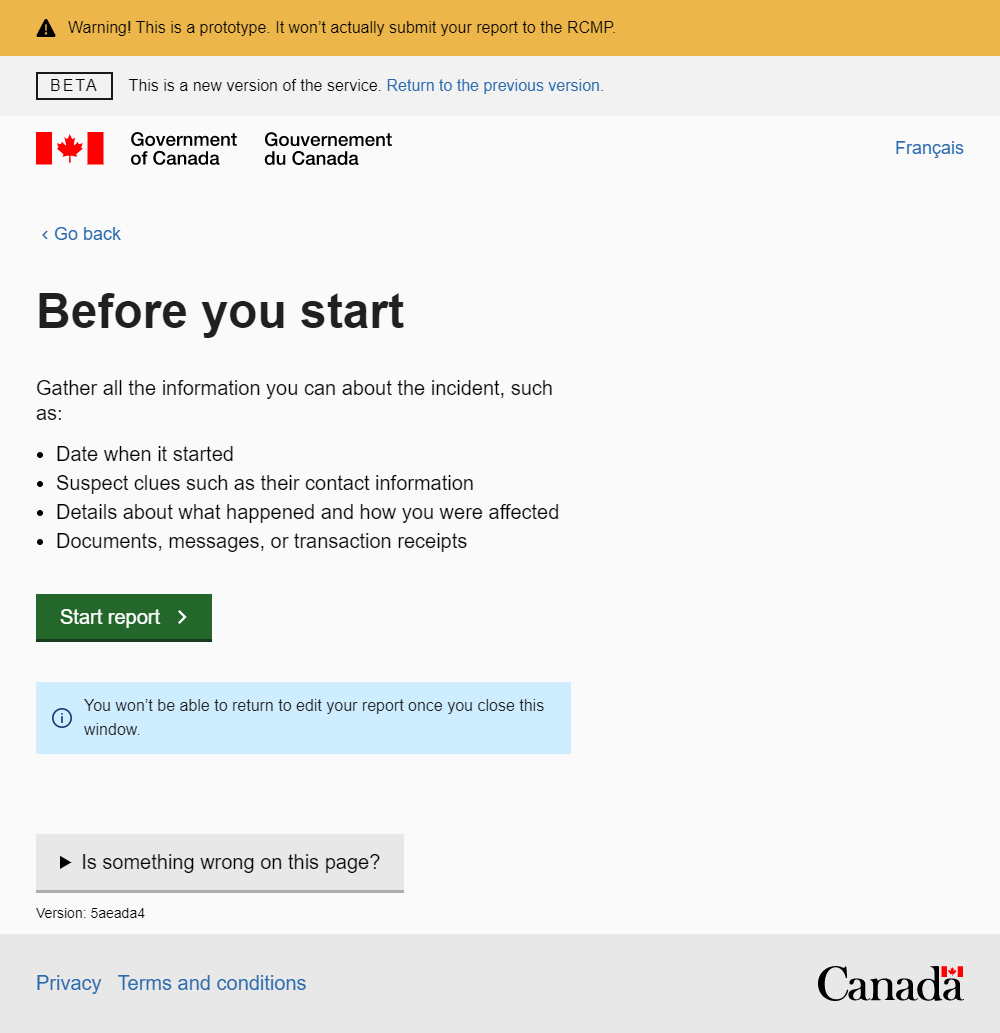 Warning! This is a prototype. It won’t actually submit your report to the RCMP.
BETA This is a new version of the service. Return to the previous version.
Government of Canada
Gouvernement du Canada
Français
‹ Go back
Before you start
Gather all the information you can about the incident, such
as:
• Date when it started
• Suspect clues such as their contact information
• Details about what happened and how you were affected
• Documents, messages, or transaction receipts
Start report
You won’t be able to return to edit your report once you close this
window.
Is something wrong on this page?
Version: 5aeada4
Privacy Terms and conditions
Canada